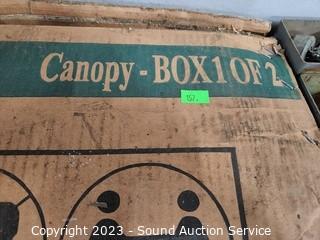 Canopy - BOX 1 OF 2
157.
Copyright 2023 - Sound Auction Service